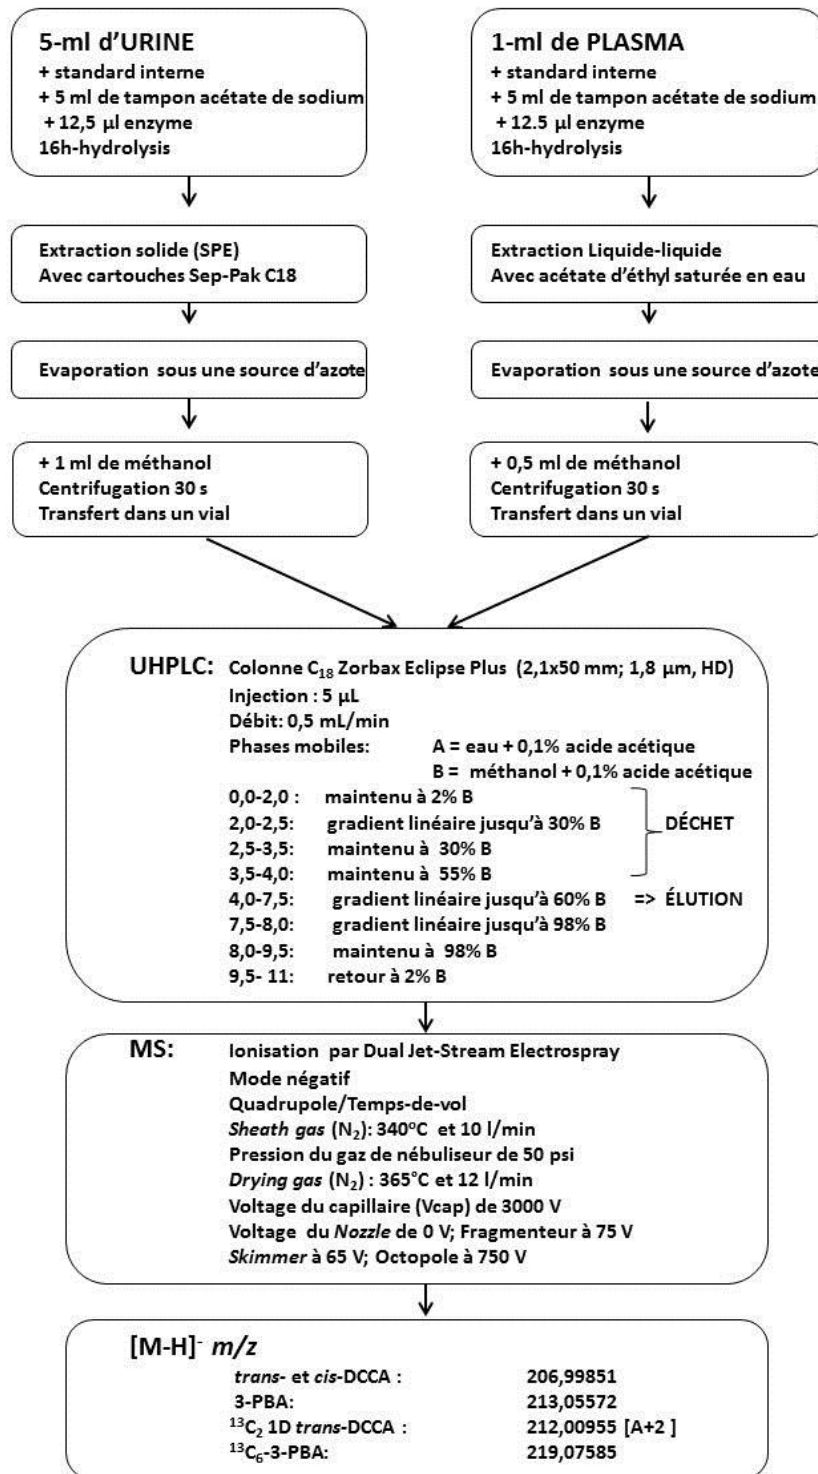 5-ml d'URINE
+ standard interne
+ 5 ml de tampon acétate de sodium
+ 12,5 µl enzyme
16h-hydrolysis
1-ml de PLASMA
+ standard interne
+ 5 ml de tampon acétate de sodium
+ 12.5 µl enzyme
16h-hydrolysis
Extraction solide (SPE)
Avec cartouches Sep-Pak C18
Extraction Liquide-liquide
Avec acétate d'éthyl saturée en eau
Evaporation sous une source d'azote
Evaporation sous une source d'azote
+ 1 ml de méthanol
Centrifugation 30 s
Transfert dans un vial
+ 0,5 ml de méthanol
Centrifugation 30 s
Transfert dans un vial
UHPLC: Colonne C18 Zorbax Eclipse Plus (2,1x50 mm; 1,8 µm, HD)
Injection : 5 µL
Débit: 0,5 mL/min
Phases mobiles: A = eau + 0,1% acide acétique
B = méthanol + 0,1% acide acétique
0,0-2,0 : maintenu à 2% B
2,0-2,5: gradient linéaire jusqu'à 30% B DÉCHET
2,5-3,5: maintenu à 30% B
3,5-4,0: maintenu à 55% B
4,0-7,5: gradient linéaire jusqu'à 60% B => ÉLUTION
7,5-8,0: gradient linéaire jusqu'à 98% B
8,0-9,5: maintenu à 98% B
9,5- 11: retour à 2% B
MS: Ionisation par Dual Jet-Stream Electrospray
Mode négatif
Quadrupole/Temps-de-vol
Sheath gas (N₂): 340°C et 10 l/min
Pression du gaz de nébuliseur de 50 psi
Drying gas (N₂) : 365°C et 12 l/min
Voltage du capillaire (Vcap) de 3000 V
Voltage du Nozzle de 0 V; Fragmenteur à 75 V
Skimmer à 65 V; Octopole à 750 V
[M-H]⁻ m/z
trans- et cis-DCCA : 206,99851
3-PBA: 213,05572
¹³C₂ 1D trans-DCCA : 212,00955 [A+2 ]
¹³C₆-3-PBA: 219,07585